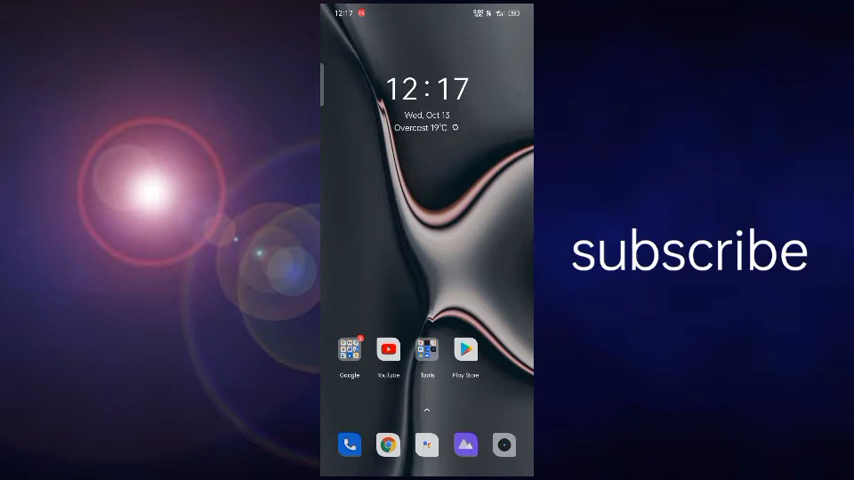 12:17
12:17
Wed, Oct 13
Overcast 19°C
subscribe
Google
YouTube
Tools
Play Store